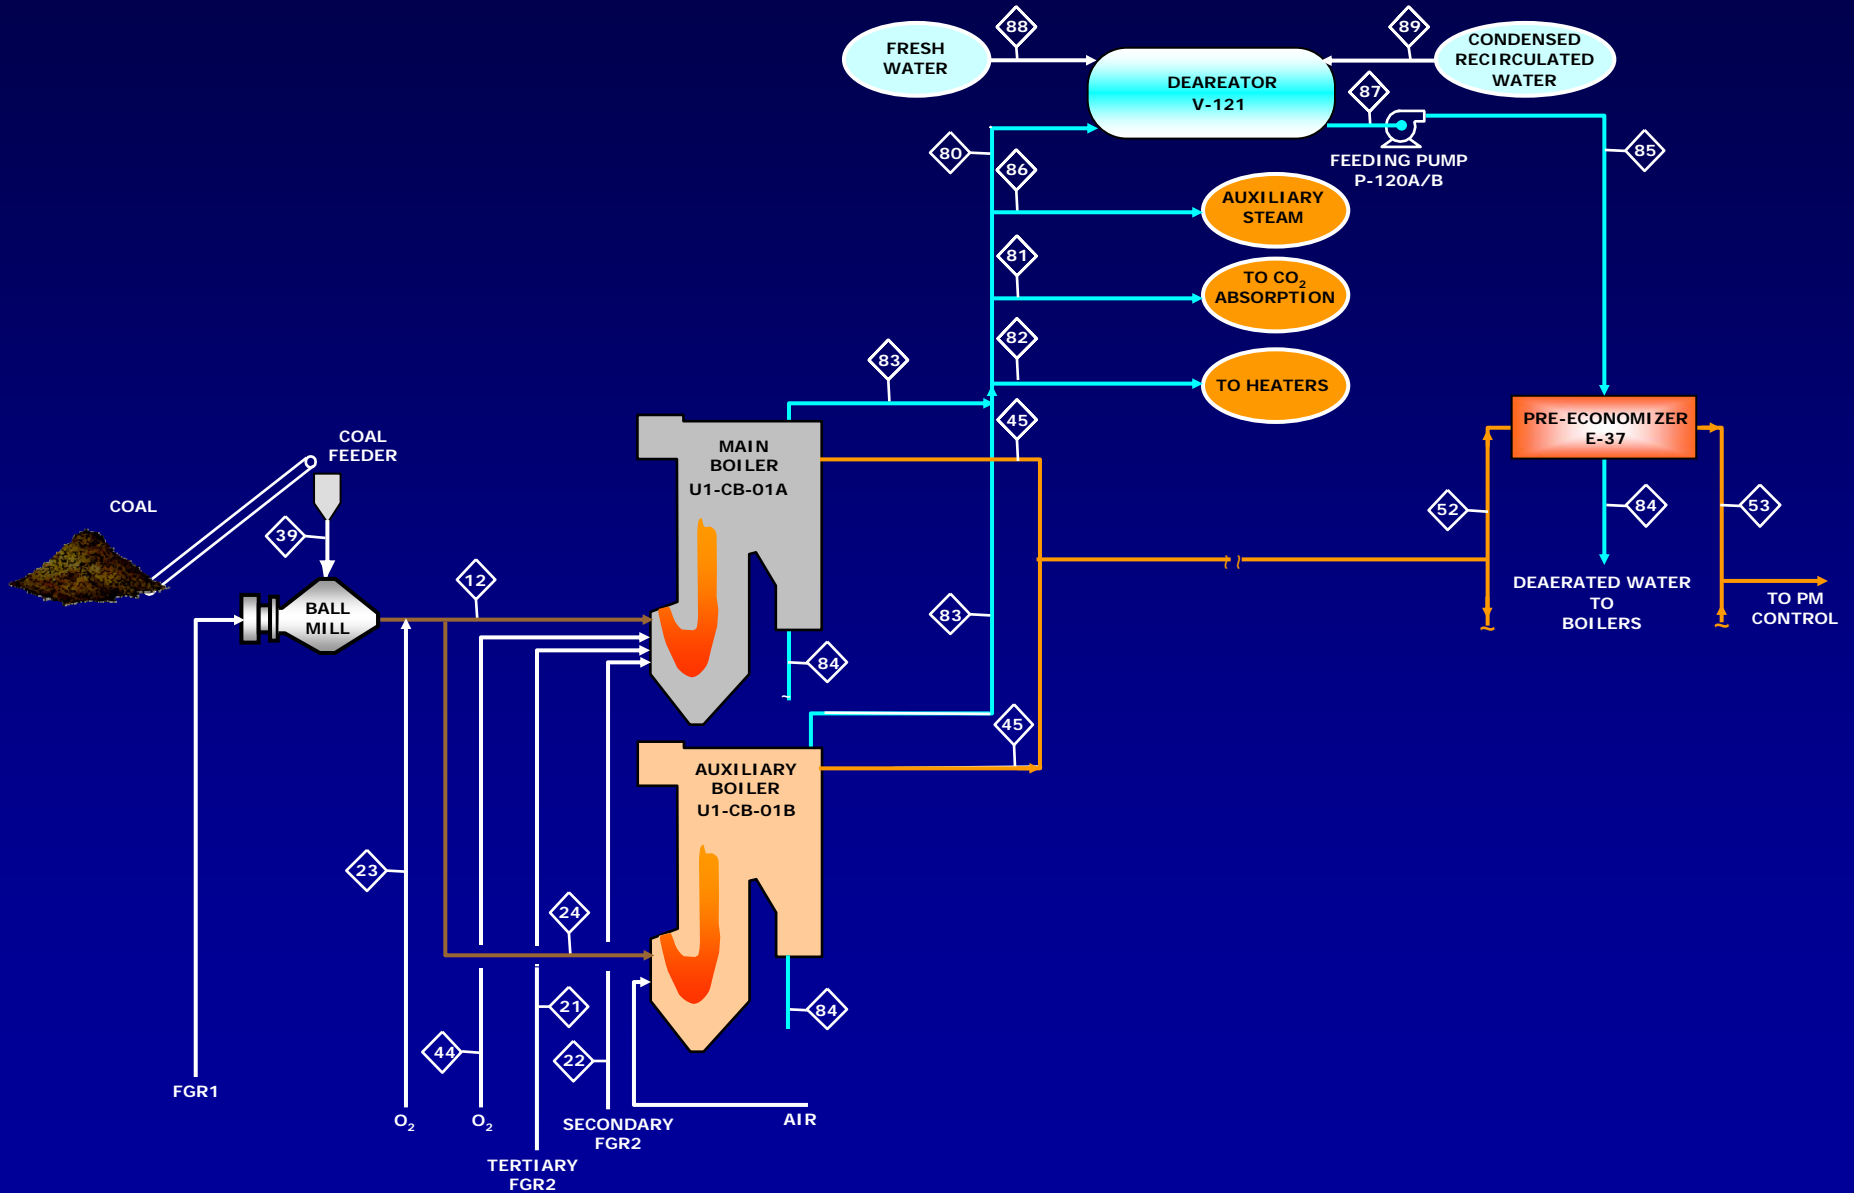 88
89
FRESH
WATER
CONDENSED
RECIRCULATED
WATER
DEAREATOR
V-121
87
80
86
FEEDING PUMP
P-120A/B
85
AUXILIARY
STEAM
81
TO CO2
ABSORPTION
82
83
TO HEATERS
45
PRE-ECONOMIZER
E-37
COAL
FEEDER
MAIN
BOILER
U1-CB-01A
COAL
39
52
84
53
12
DEAERATED WATER
TO
BOILERS
TO PM
CONTROL
BALL
MILL
83
84
45
AUXILIARY
BOILER
U1-CB-01B
23
24
21
84
44
22
FGR1
O2
O2
SECONDARY
FGR2
AIR
TERTIARY
FGR2